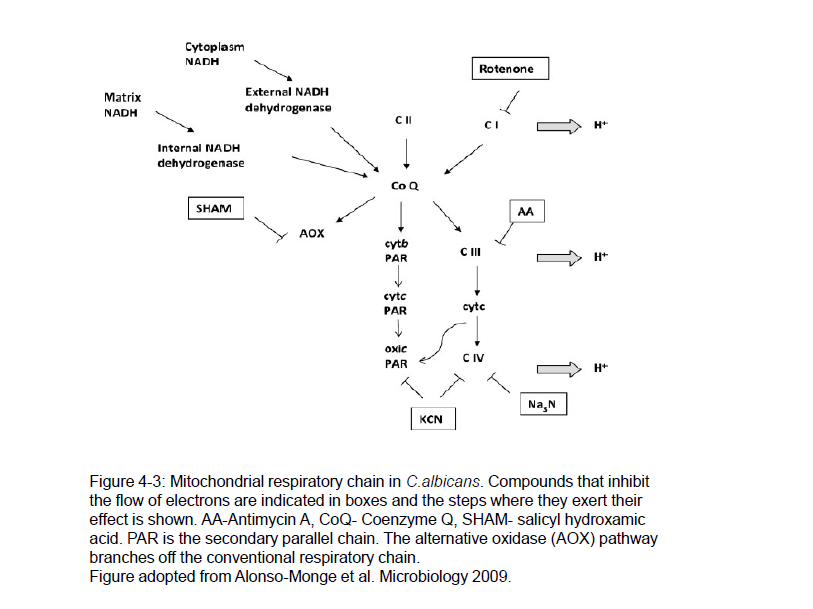 Cytoplasm
NADH
Rotenone
Matrix
NADH
External NADH
dehydrogenase
C II
C I
H+
Internal NADH
dehydrogenase
Co Q
SHAM
AA
AOX
cytb
PAR
C III
H+
cytc
PAR
cytc
oxic
PAR
C IV
H+
KCN
Na3N
Figure 4-3: Mitochondrial respiratory chain in C.albicans. Compounds that inhibit
the flow of electrons are indicated in boxes and the steps where they exert their
effect is shown. AA-Antimycin A, CoQ- Coenzyme Q, SHAM- salicyl hydroxamic
acid. PAR is the secondary parallel chain. The alternative oxidase (AOX) pathway
branches off the conventional respiratory chain.
Figure adopted from Alonso-Monge et al. Microbiology 2009.